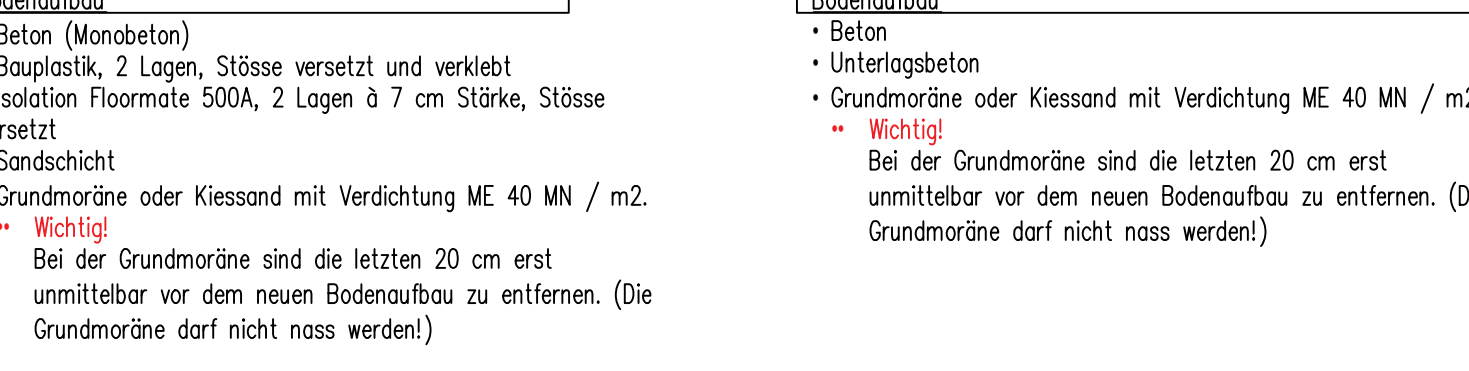 Bodenaufbau
Beton (Monobeton)
Bauplastik, 2 Lagen, Stösse versetzt und verklebt
Isolation Floormate 500A, 2 Lagen à 7 cm Stärke, Stösse
rsetzt
Sandschicht
Grundmoräne oder Kiessand mit Verdichtung ME 40 MN / m2.
•• Wichtig!
Bei der Grundmoräne sind die letzten 20 cm erst
unmittelbar vor dem neuen Bodenaufbau zu entfernen. (Die
Grundmoräne darf nicht nass werden!)
Bodenaufbau
• Beton
• Unterlagsbeton
• Grundmoräne oder Kiessand mit Verdichtung ME 40 MN / m2
•• Wichtig!
Bei der Grundmoräne sind die letzten 20 cm erst
unmittelbar vor dem neuen Bodenaufbau zu entfernen. (D
Grundmoräne darf nicht nass werden!)